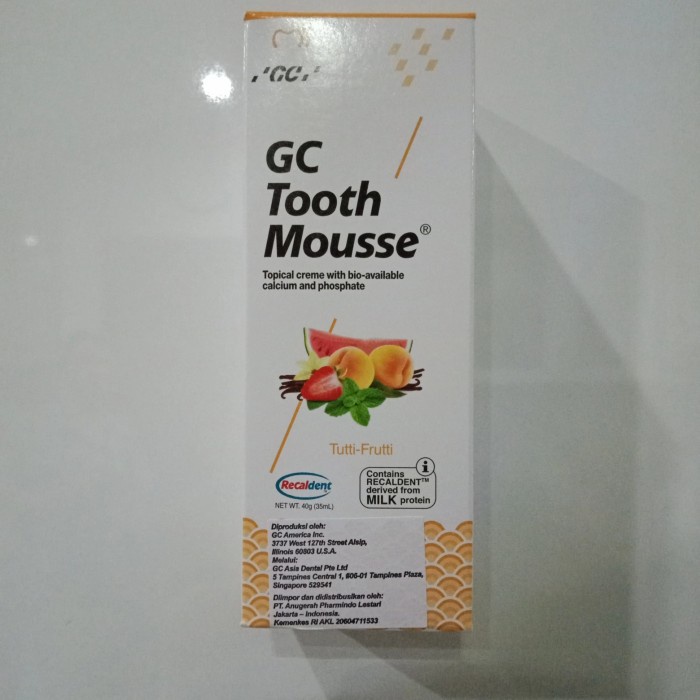 GC
GC
Tooth
Mousse®
Topical creme with bio-available
calcium and phosphate
Tutti-Frutti
Recaldent
NET WT. 40g (35mL)
i
Contains
RECALDENT™
derived from
MILK protein
Diproduksi oleh:
GC America Inc.
3737 West 127th Street Alsip,
Illinois 60803 U.S.A.
Melalui:
GC Asia Dental Pte Ltd
5 Tampines Central 1, #06-01 Tampines Plaza,
Singapore 529541
Diimpor dan didistribusikan oleh:
PT. Anugerah Pharmindo Lestari
Jakarta – Indonesia.
Kemenkes RI AKL 20604711533